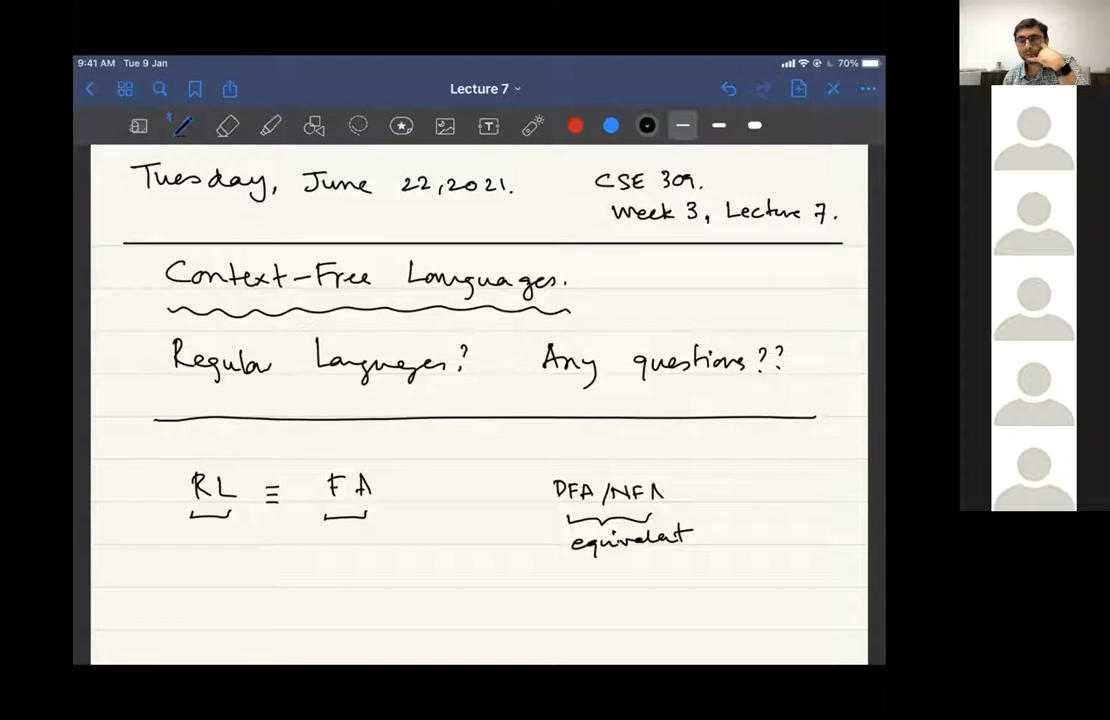 9:41 AM Tue 9 Jan 70%
Lecture 7
Tuesday, June 22, 2021. CSE 309.
Week 3, Lecture 7.
Context-Free Languages.
Regular Languages? Any questions??
RL ≡ FA DFA/NFA
equivalent